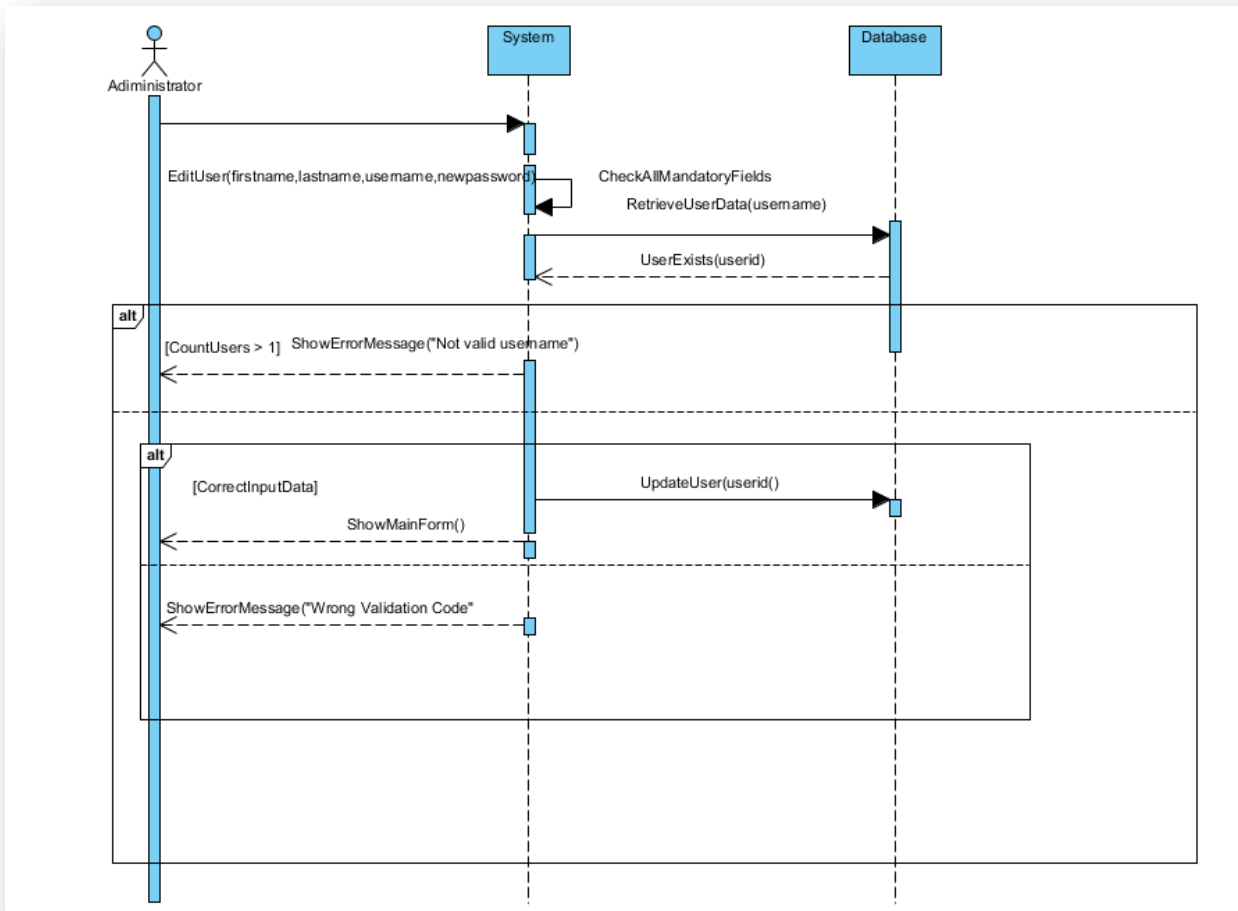 System
Database
Adiministrator
EditUser(firstname,lastname,username,newpassword)
CheckAllMandatoryFields
RetrieveUserData(username)
UserExists(userid)
alt
[CountUsers > 1]
ShowErrorMessage("Not valid username")
alt
[CorrectInputData]
UpdateUser(userid()
ShowMainForm()
ShowErrorMessage("Wrong Validation Code"